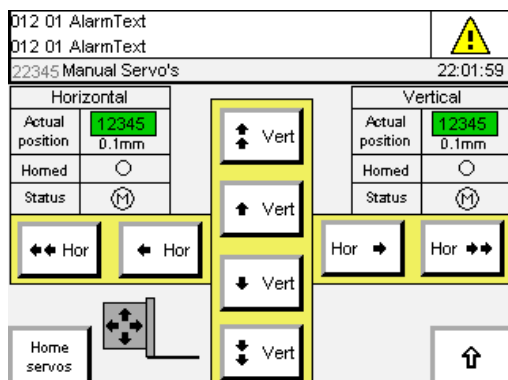 012 01 AlarmText
012 01 AlarmText
22345 Manual Servo's 22:01:59
Horizontal
Actual position 12345
0.1mm
Homed
Status M
Vertical
Actual position 12345
0.1mm
Homed
Status M
Vert
Vert
Hor
Hor
Hor
Hor
Vert
Vert
Home
servos